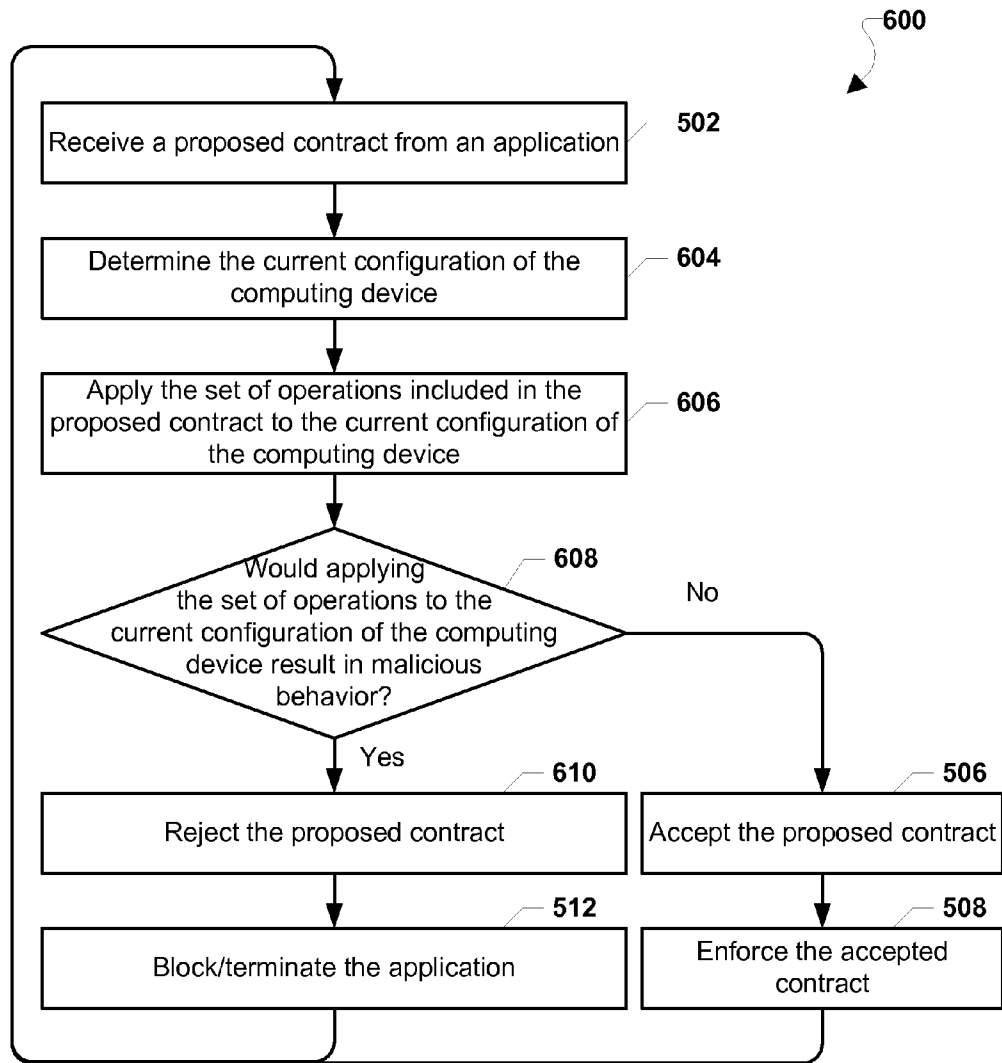 600
Receive a proposed contract from an application
502
Determine the current configuration of the
computing device
604
Apply the set of operations included in the
proposed contract to the current configuration of
the computing device
606
Would applying
the set of operations to the
current configuration of the computing
device result in malicious
behavior?
608
No
Yes
610
Reject the proposed contract
506
Accept the proposed contract
512
Block/terminate the application
508
Enforce the accepted
contract